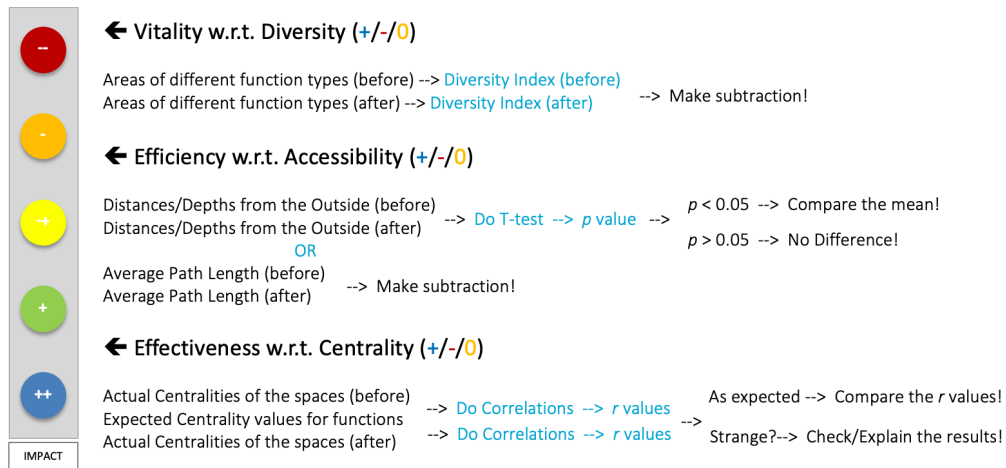 --
-
-+
+
++
IMPACT
← Vitality w.r.t. Diversity (+/-/0)
Areas of different function types (before) --> Diversity Index (before)
Areas of different function types (after) --> Diversity Index (after)
--> Make subtraction!
← Efficiency w.r.t. Accessibility (+/-/0)
Distances/Depths from the Outside (before)
Distances/Depths from the Outside (after)
--> Do T-test --> p value -->
p < 0.05 --> Compare the mean!
p > 0.05 --> No Difference!
OR
Average Path Length (before)
Average Path Length (after)
--> Make subtraction!
← Effectiveness w.r.t. Centrality (+/-/0)
Actual Centralities of the spaces (before)
Expected Centrality values for functions
Actual Centralities of the spaces (after)
--> Do Correlations --> r values
--> Do Correlations --> r values
-->
As expected --> Compare the r values!
Strange?--> Check/Explain the results!